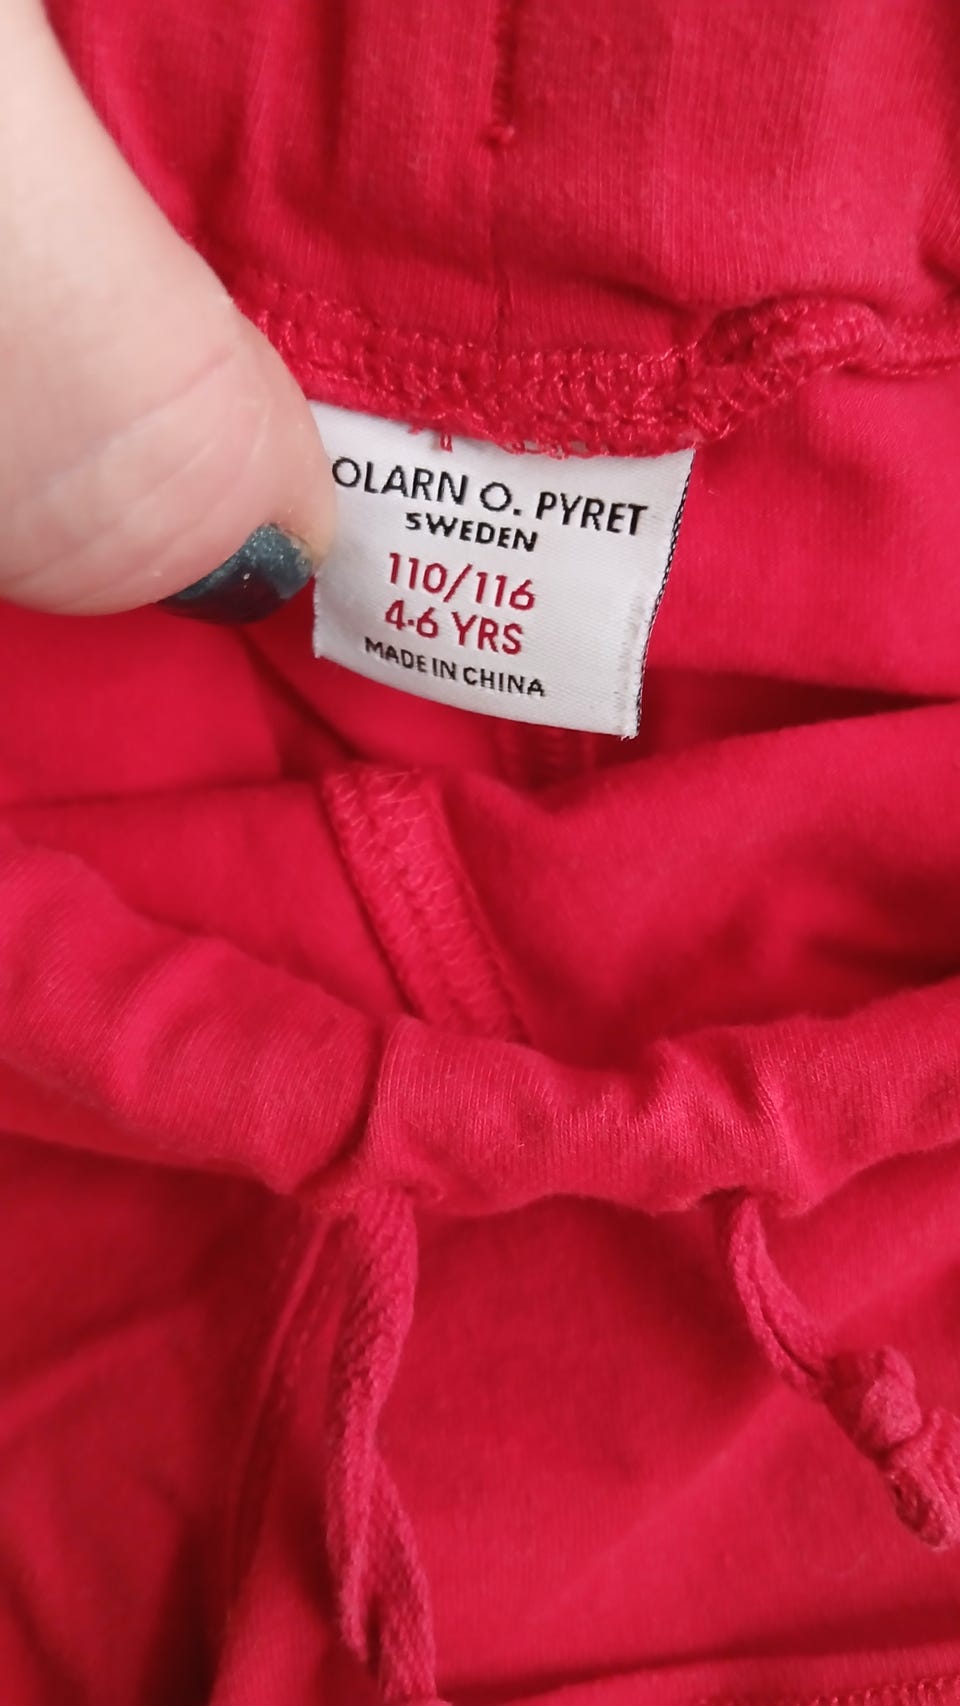 OLARN O. PYRET
SWEDEN
110/116
4-6 YRS
MADE IN CHINA